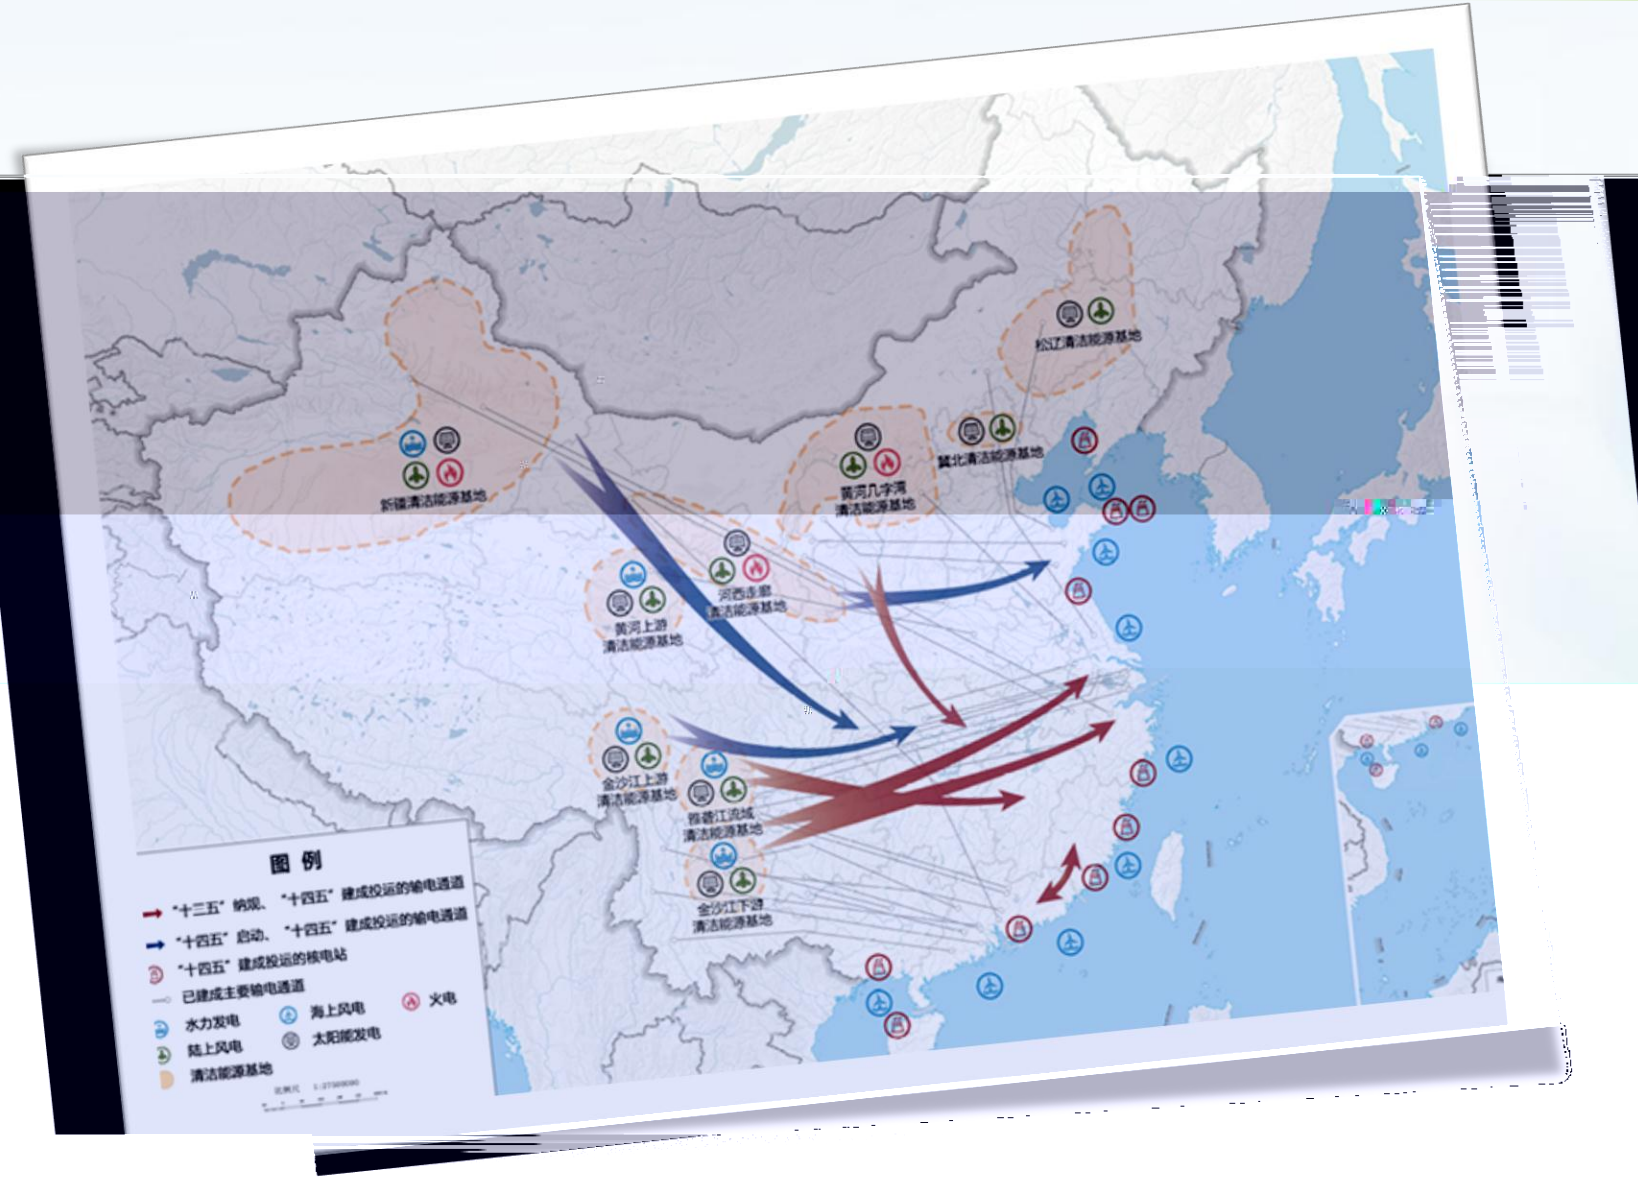 松辽清洁能源基地
冀北清洁能源基地
黄河几字湾
清洁能源基地
新疆清洁能源基地
河西走廊
清洁能源基地
黄河上游
清洁能源基地
金沙江上游
清洁能源基地
雅砻江流域
清洁能源基地
金沙江下游
清洁能源基地
图 例
“十三五”纳规、“十四五”建成投运的输电通道
“十四五”启动、“十四五”建成投运的输电通道
“十四五”建成投运的核电站
已建成主要输电通道
水力发电 海上风电 火电
陆上风电 太阳能发电
清洁能源基地